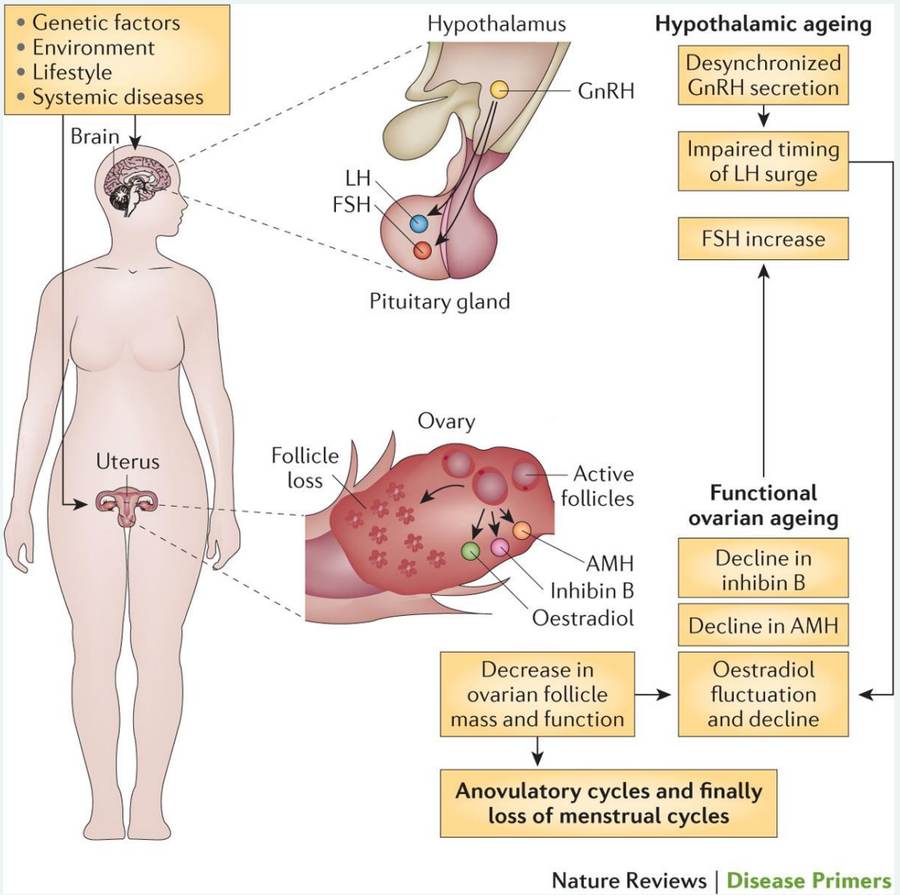 • Genetic factors
• Environment
• Lifestyle
• Systemic diseases
Brain
Uterus
Hypothalamus
GnRH
LH
FSH
Pituitary gland
Ovary
Follicle
loss
Active
follicles
AMH
Inhibin B
Oestradiol
Hypothalamic ageing
Desynchronized
GnRH secretion
Impaired timing
of LH surge
FSH increase
Functional
ovarian ageing
Decline in
inhibin B
Decline in AMH
Oestradiol
fluctuation
and decline
Decrease in
ovarian follicle
mass and function
Anovulatory cycles and finally
loss of menstrual cycles
Nature Reviews | Disease Primers